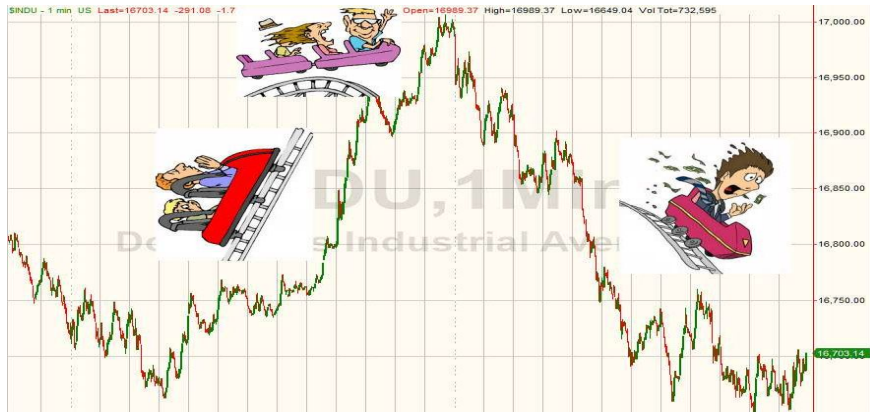 $INDU - 1 min US Last=16703.14 -291.08 -1.7 Open=16989.37 High=16989.37 Low=16649.04 Vol Tot=732,595
17,000.00
16,950.00
16,900.00
16,850.00
DU,1Min
16,800.00
Industrial Ave
16,750.00
16,703.14